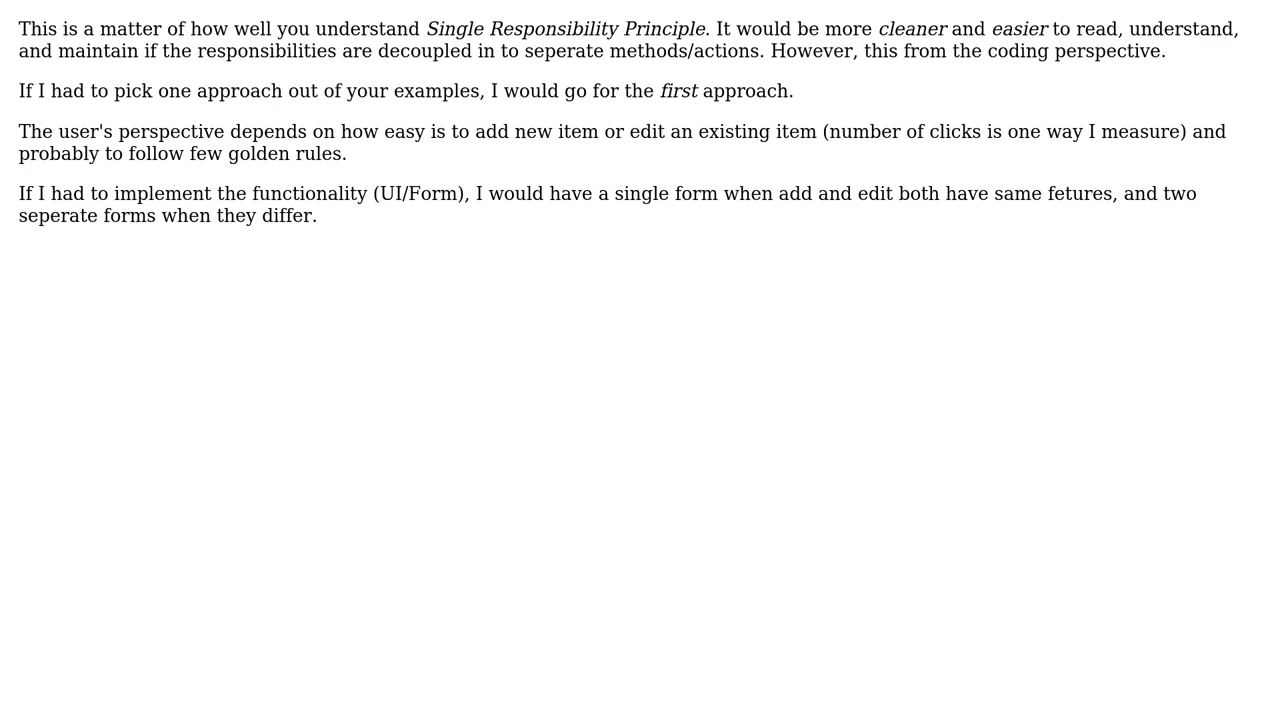 This is a matter of how well you understand Single Responsibility Principle. It would be more cleaner and easier to read, understand,
and maintain if the responsibilities are decoupled in to seperate methods/actions. However, this from the coding perspective.
If I had to pick one approach out of your examples, I would go for the first approach.
The user's perspective depends on how easy is to add new item or edit an existing item (number of clicks is one way I measure) and
probably to follow few golden rules.
If I had to implement the functionality (UI/Form), I would have a single form when add and edit both have same fetures, and two
seperate forms when they differ.